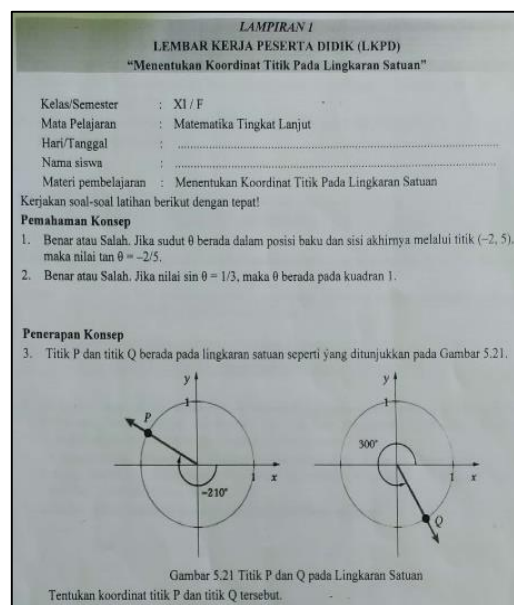 LAMPIRAN 1
LEMBAR KERJA PESERTA DIDIK (LKPD)
“Menentukan Koordinat Titik Pada Lingkaran Satuan”
Kelas/Semester : XI / F
Mata Pelajaran : Matematika Tingkat Lanjut
Hari/Tanggal : ........................................
Nama siswa : ........................................
Materi pembelajaran : Menentukan Koordinat Titik Pada Lingkaran Satuan
Kerjakan soal-soal latihan berikut dengan tepat!
Pemahaman Konsep
1. Benar atau Salah. Jika sudut θ berada dalam posisi baku dan sisi akhirnya melalui titik (−2, 5),
maka nilai tan θ = −2/5.
2. Benar atau Salah. Jika nilai sin θ = 1/3, maka θ berada pada kuadran 1.
Penerapan Konsep
3. Titik P dan titik Q berada pada lingkaran satuan seperti yang ditunjukkan pada Gambar 5.21.
y
1
P
1
x
−210°
y
1
300°
1
x
Q
Gambar 5.21 Titik P dan Q pada Lingkaran Satuan
Tentukan koordinat titik P dan titik Q tersebut.